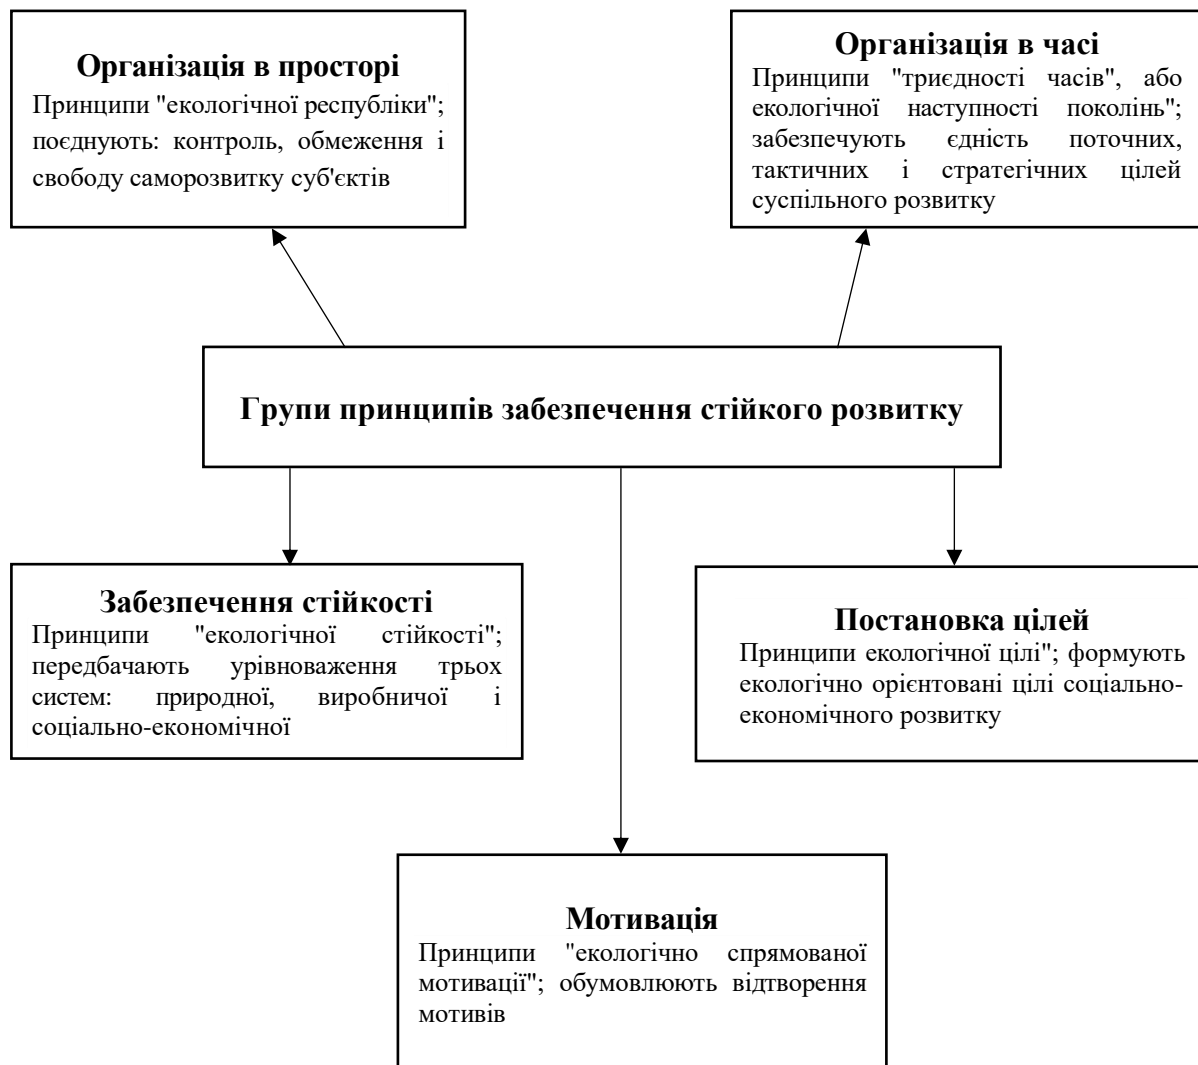 Організація в просторі
Принципи "екологічної республіки";
поєднують: контроль, обмеження і
свободу саморозвитку суб'єктів
Організація в часі
Принципи "триєдності часів", або
екологічної наступності поколінь";
забезпечують єдність поточних,
тактичних і стратегічних цілей
суспільного розвитку
Групи принципів забезпечення стійкого розвитку
Забезпечення стійкості
Принципи "екологічної стійкості";
передбачають урівноваження трьох
систем: природної, виробничої і
соціально-економічної
Постановка цілей
Принципи екологічної цілі"; формують
екологічно орієнтовані цілі соціально-
економічного розвитку
Мотивація
Принципи "екологічно спрямованої
мотивації"; обумовлюють відтворення
мотивів